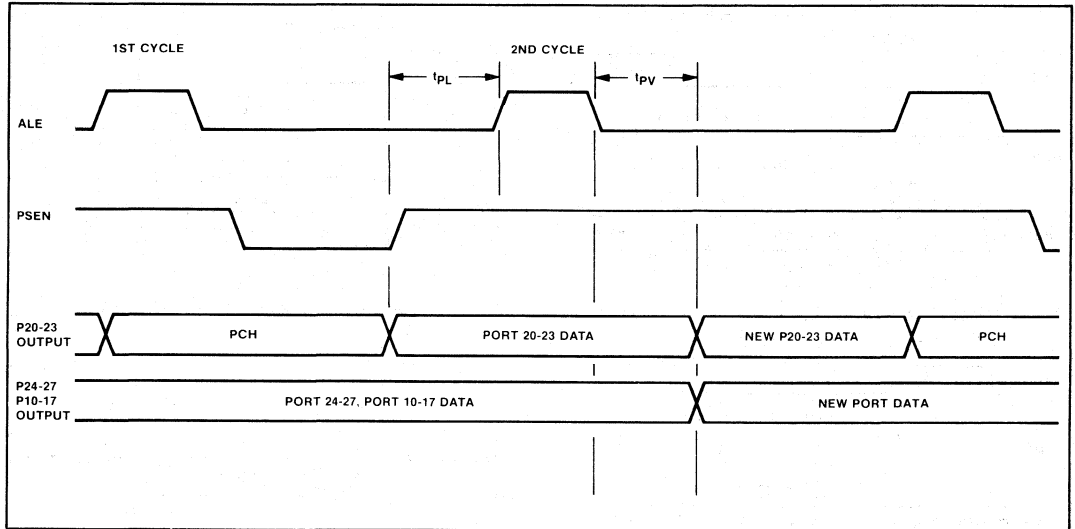 1ST CYCLE
2ND CYCLE
tPL
tPV
ALE
PSEN
P20-23
OUTPUT
PCH
PORT 20-23 DATA
NEW P20-23 DATA
PCH
P24-27
P10-17
OUTPUT
PORT 24-27, PORT 10-17 DATA
NEW PORT DATA